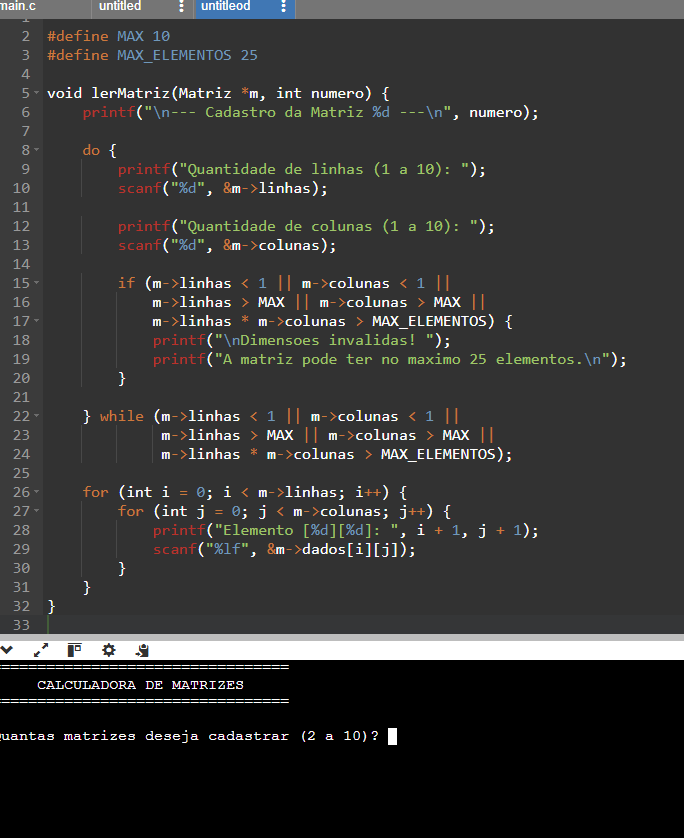 main.c untitled untitleod
1
2 #define MAX 10
3 #define MAX_ELEMENTOS 25
4
5 void lerMatriz(Matriz *m, int numero) {
6 printf("\n--- Cadastro da Matriz %d ---\n", numero);
7
8 do {
9 printf("Quantidade de linhas (1 a 10): ");
10 scanf("%d", &m->linhas);
11
12 printf("Quantidade de colunas (1 a 10): ");
13 scanf("%d", &m->colunas);
14
15 if (m->linhas < 1 || m->colunas < 1 ||
16 m->linhas > MAX || m->colunas > MAX ||
17 m->linhas * m->colunas > MAX_ELEMENTOS) {
18 printf("\nDimensoes invalidas! ");
19 printf("A matriz pode ter no maximo 25 elementos.\n");
20 }
21
22 } while (m->linhas < 1 || m->colunas < 1 ||
23 m->linhas > MAX || m->colunas > MAX ||
24 m->linhas * m->colunas > MAX_ELEMENTOS);
25
26 for (int i = 0; i < m->linhas; i++) {
27 for (int j = 0; j < m->colunas; j++) {
28 printf("Elemento [%d][%d]: ", i + 1, j + 1);
29 scanf("%lf", &m->dados[i][j]);
30 }
31 }
32 }
33
==================================
CALCULADORA DE MATRIZES
==================================
Quantas matrizes deseja cadastrar (2 a 10)?